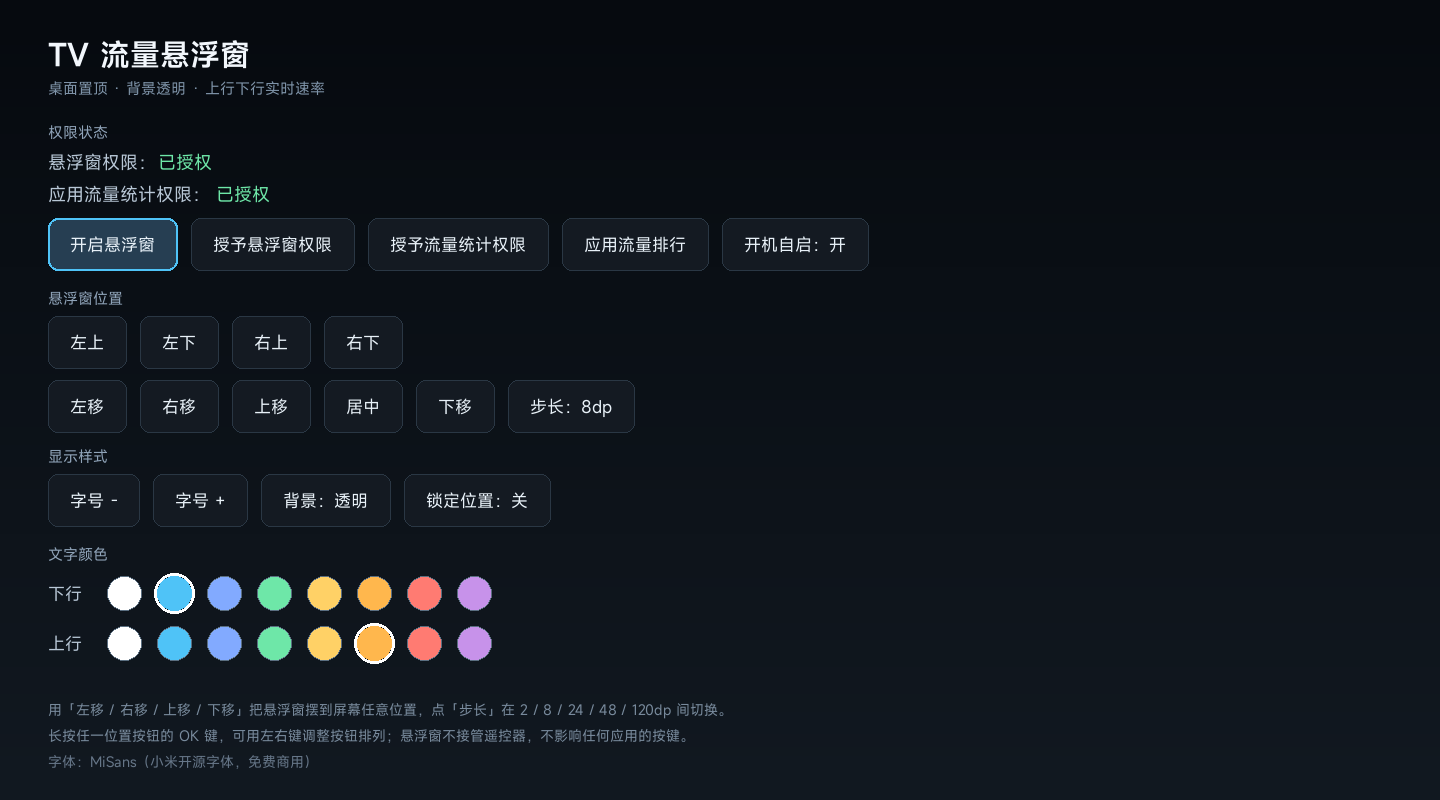 TV 流量悬浮窗
桌面置顶 · 背景透明 · 上行下行实时速率
权限状态
悬浮窗权限: 已授权
应用流量统计权限: 已授权
开启悬浮窗 授予悬浮窗权限 授予流量统计权限 应用流量排行 开机自启: 开
悬浮窗位置
左上 左下 右上 右下
左移 右移 上移 居中 下移 步长: 8dp
显示样式
字号 - 字号 + 背景: 透明 锁定位置: 关
文字颜色
下行
上行
用「左移 / 右移 / 上移 / 下移」把悬浮窗摆到屏幕任意位置，点「步长」在 2 / 8 / 24 / 48 / 120dp 间切换。
长按任一位置按钮的 OK 键，可用左右键调整按钮排列；悬浮窗不接管遥控器，不影响任何应用的按键。
字体: MiSans（小米开源字体，免费商用）